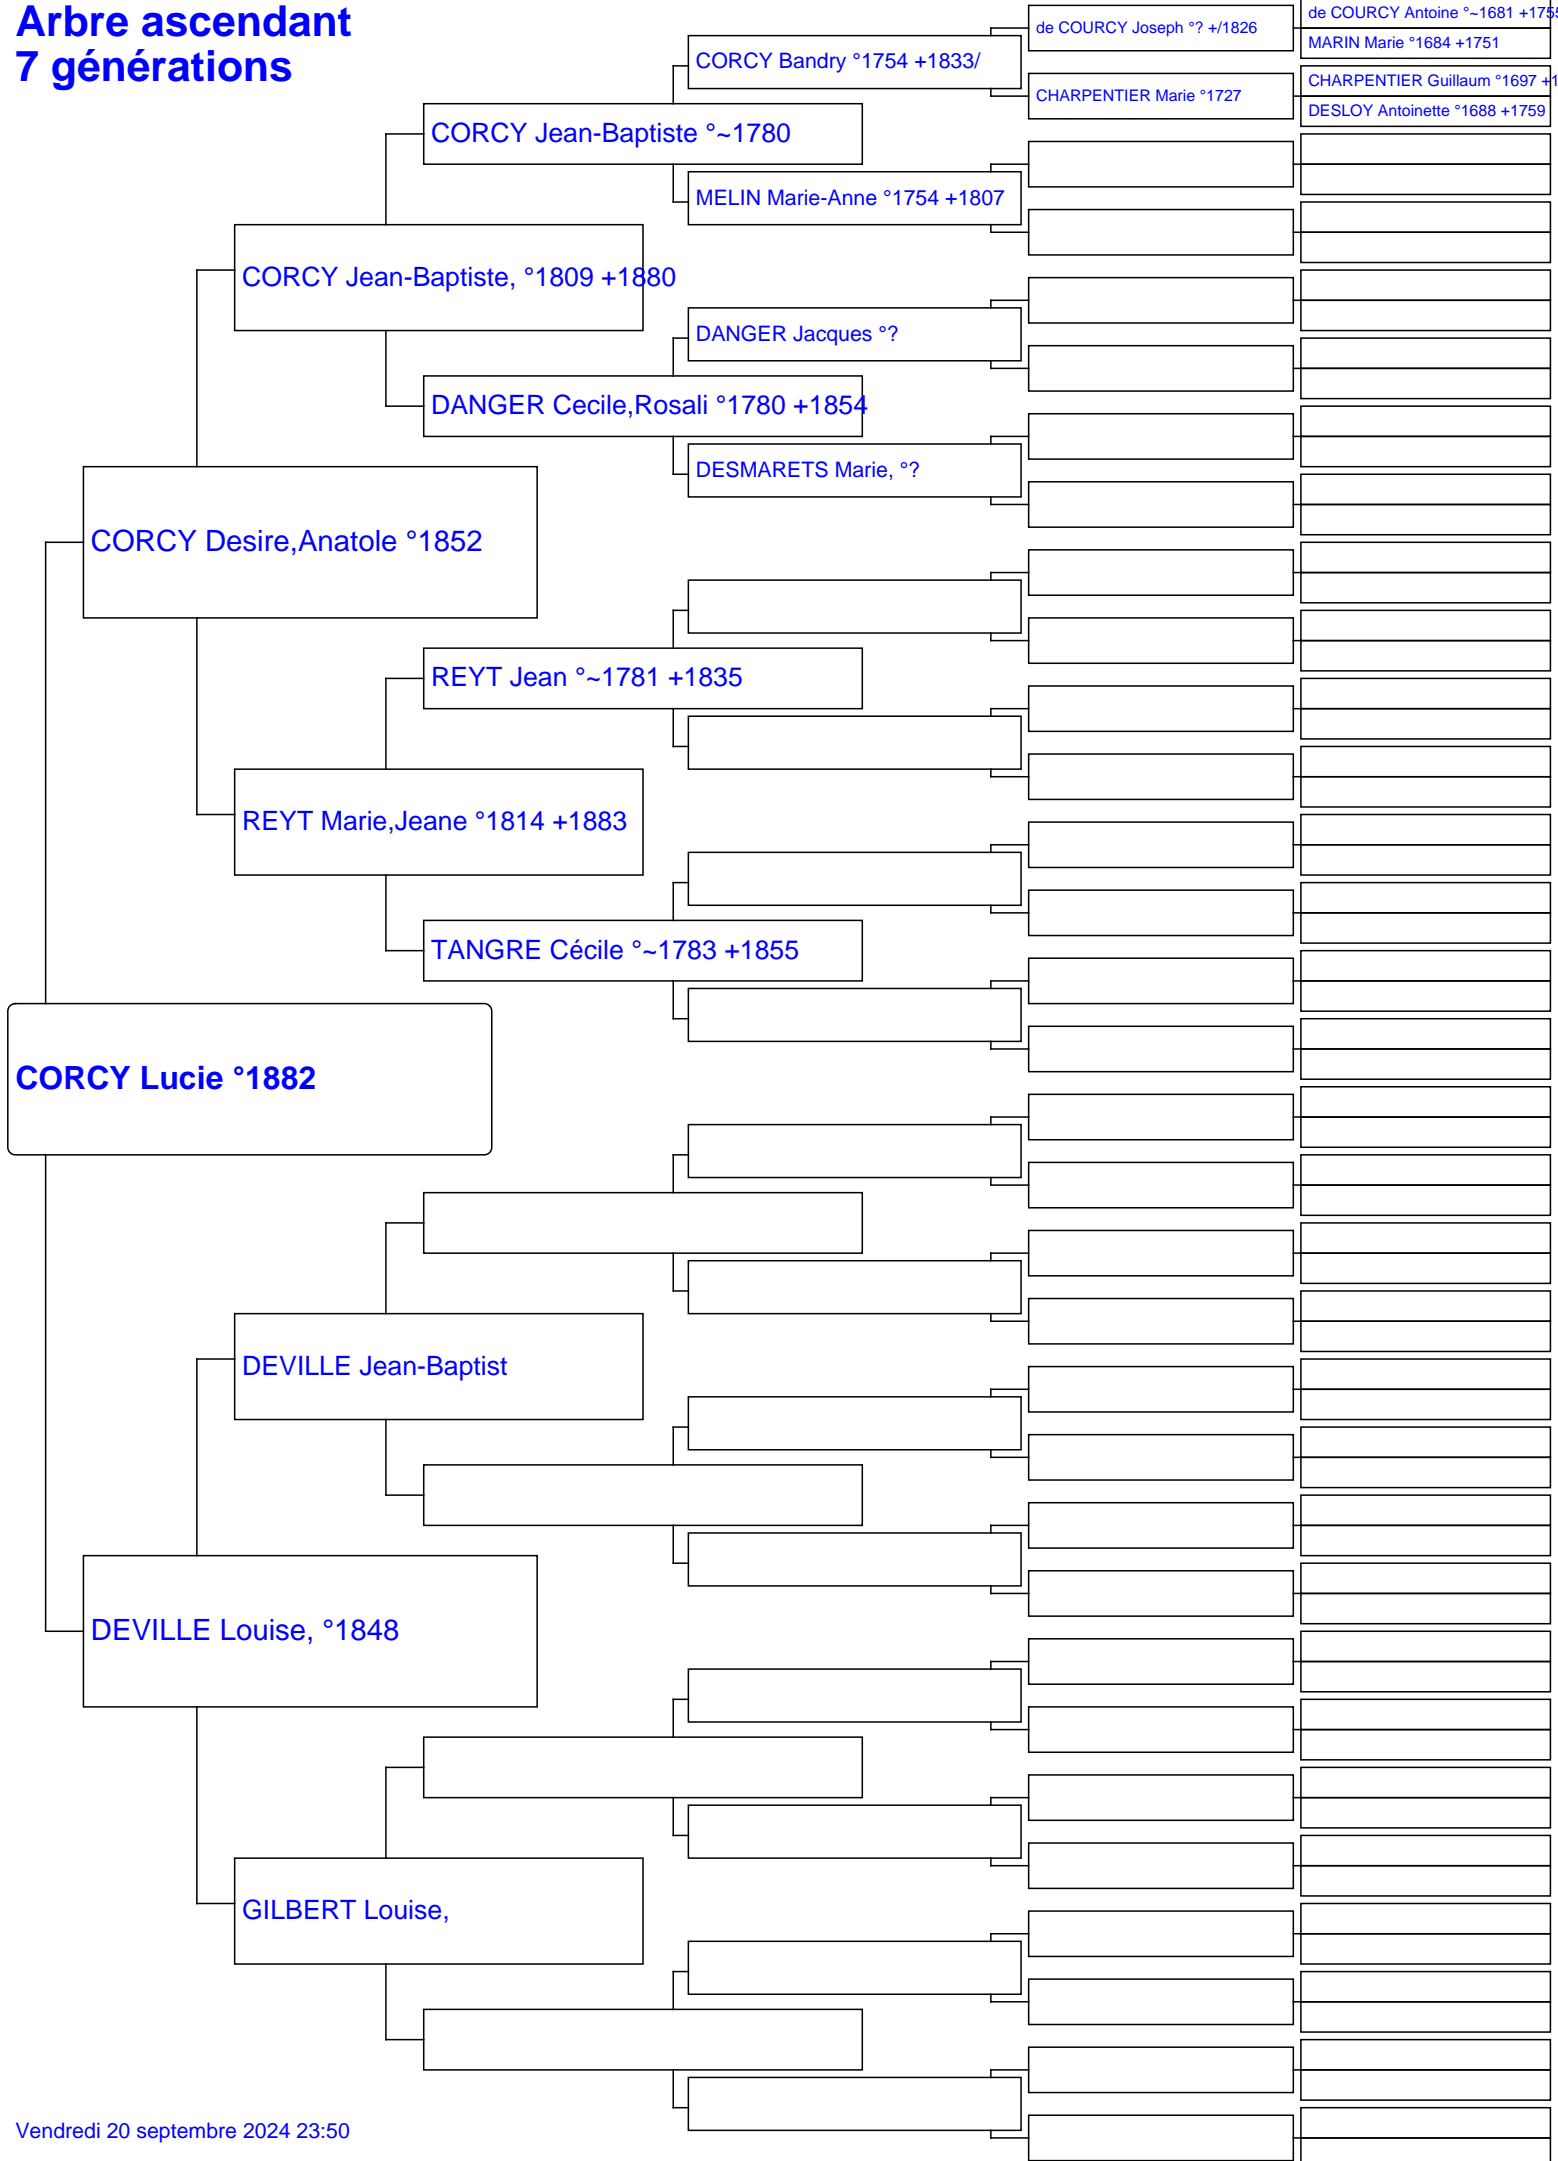 Arbre ascendant
7 générations
de COURCY Joseph °? +/1826
de COURCY Antoine °~1681 +1755
MARIN Marie °1684 +1751
CORCY Bandry °1754 +1833/
CHARPENTIER Marie °1727
CHARPENTIER Guillaum °1697 +1
DESLOY Antoinette °1688 +1759
CORCY Jean-Baptiste °~1780
MELIN Marie-Anne °1754 +1807
CORCY Jean-Baptiste, °1809 +1880
DANGER Jacques °?
DANGER Cecile,Rosali °1780 +1854
DESMARETS Marie, °?
CORCY Desire,Anatole °1852
REYT Jean °~1781 +1835
REYT Marie,Jeane °1814 +1883
TANGRE Cécile °~1783 +1855
CORCY Lucie °1882
DEVILLE Jean-Baptist
DEVILLE Louise, °1848
GILBERT Louise,
Vendredi 20 septembre 2024 23:50